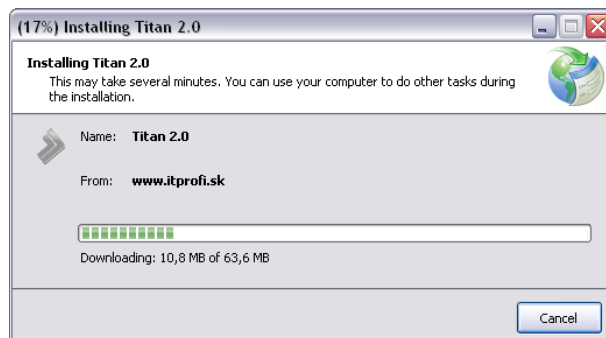 (17%) Installing Titan 2.0
Installing Titan 2.0
This may take several minutes. You can use your computer to do other tasks during
the installation.
Name: Titan 2.0
From: www.itprofi.sk
Downloading: 10,8 MB of 63,6 MB
Cancel